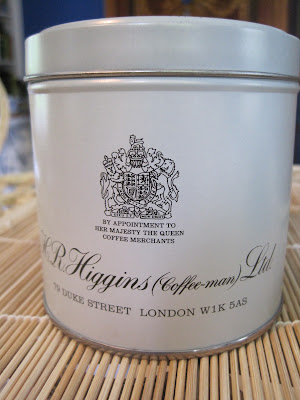 BY APPOINTMENT TO
HER MAJESTY THE QUEEN
COFFEE MERCHANTS
R. Higgins (Coffee-man) Ltd.
79 DUKE STREET LONDON W1K 5AS